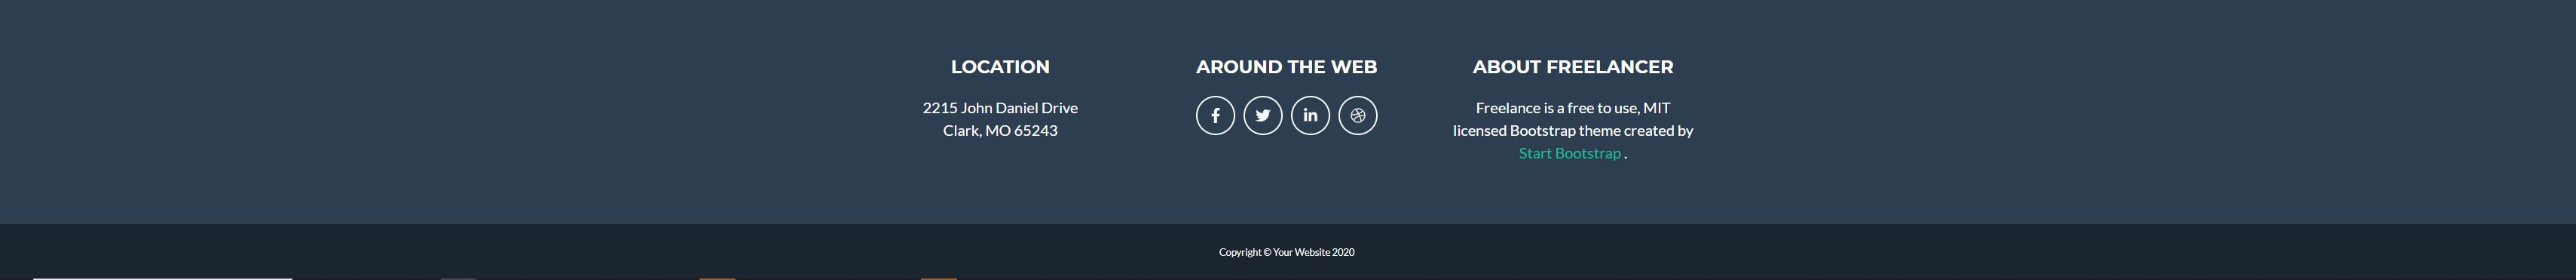 LOCATION
2215 John Daniel Drive
Clark, MO 65243
AROUND THE WEB
ABOUT FREELANCER
Freelance is a free to use, MIT
licensed Bootstrap theme created by
Start Bootstrap .
Copyright © Your Website 2020